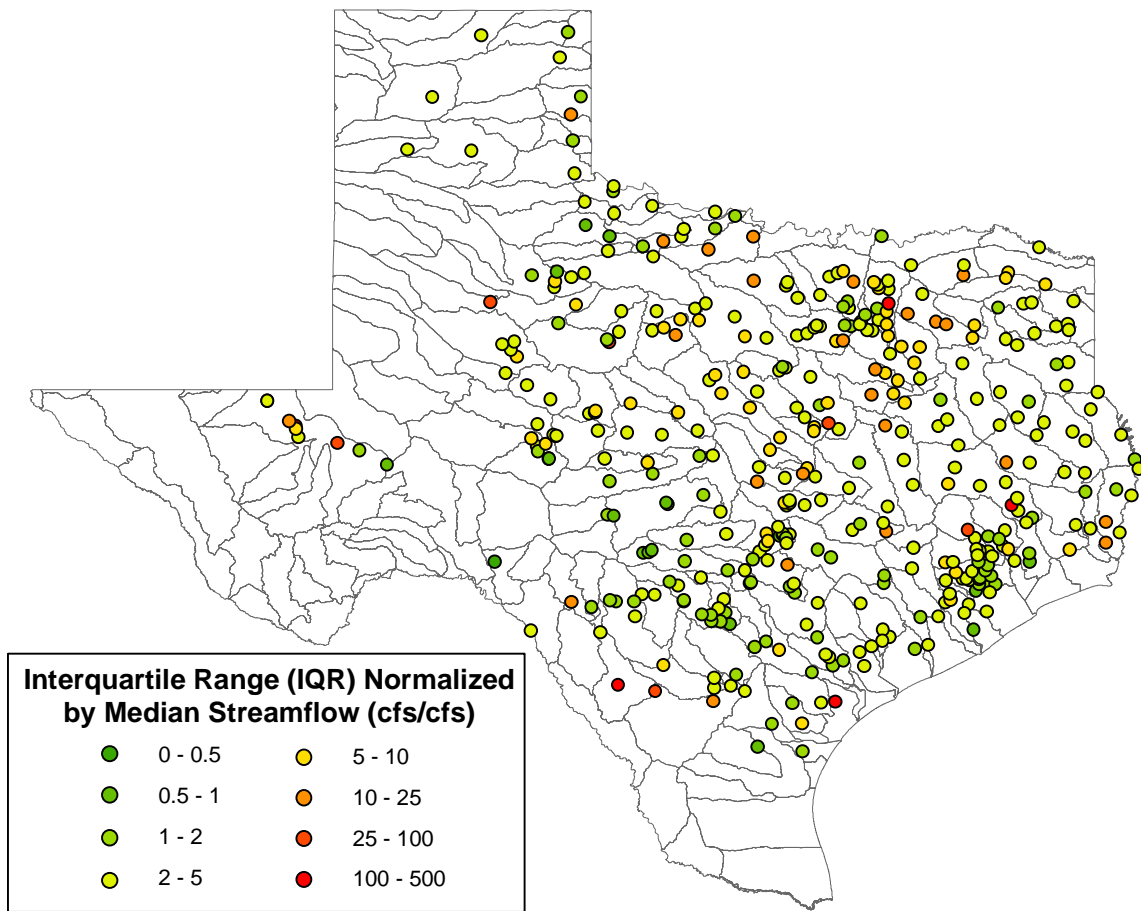 Interquartile Range (IQR) Normalized
by Median Streamflow (cfs/cfs)
0 - 0.5
0.5 - 1
1 - 2
2 - 5
5 - 10
10 - 25
25 - 100
100 - 500